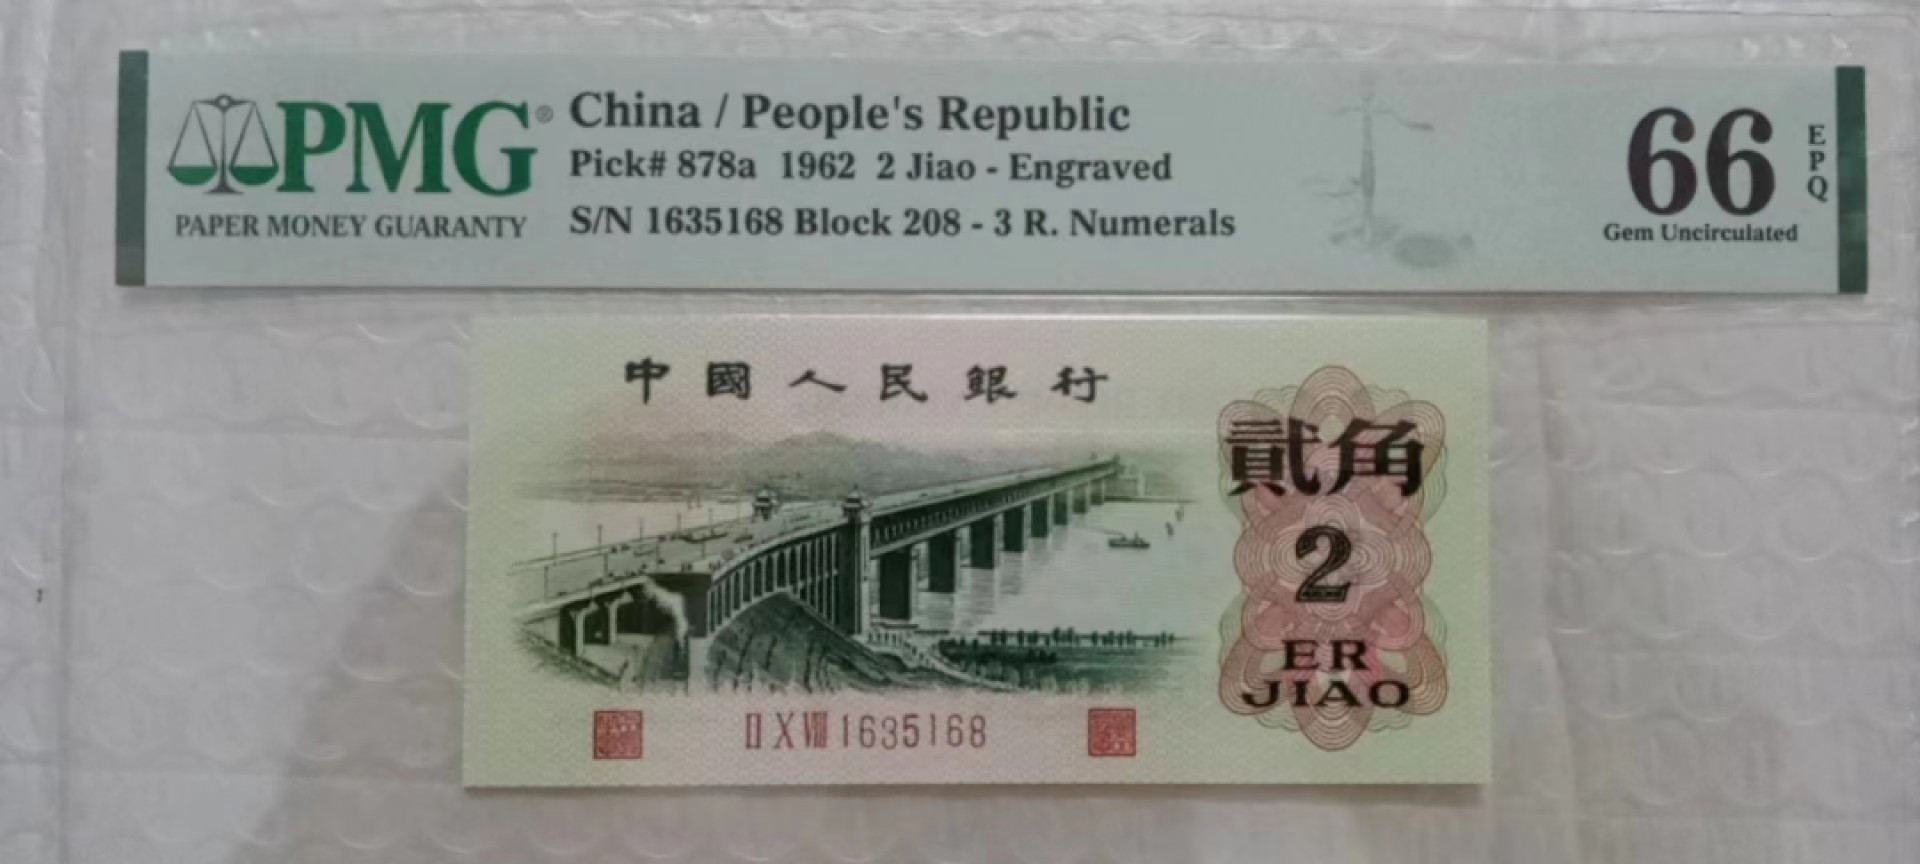 PMG®
PAPER MONEY GUARANTY
China / People's Republic
Pick# 878a 1962 2 Jiao - Engraved
S/N 1635168 Block 208 - 3 R. Numerals
66 EPQ
Gem Uncirculated
中國人民銀行
貳角
2
ER
JIAO
II X VIII 1635168